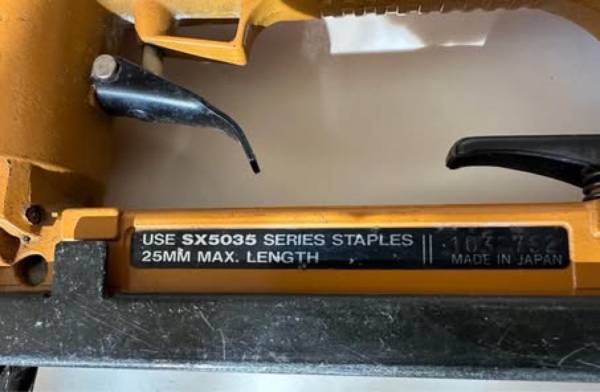 USE SX5035 SERIES STAPLES
25MM MAX. LENGTH
MADE IN JAPAN